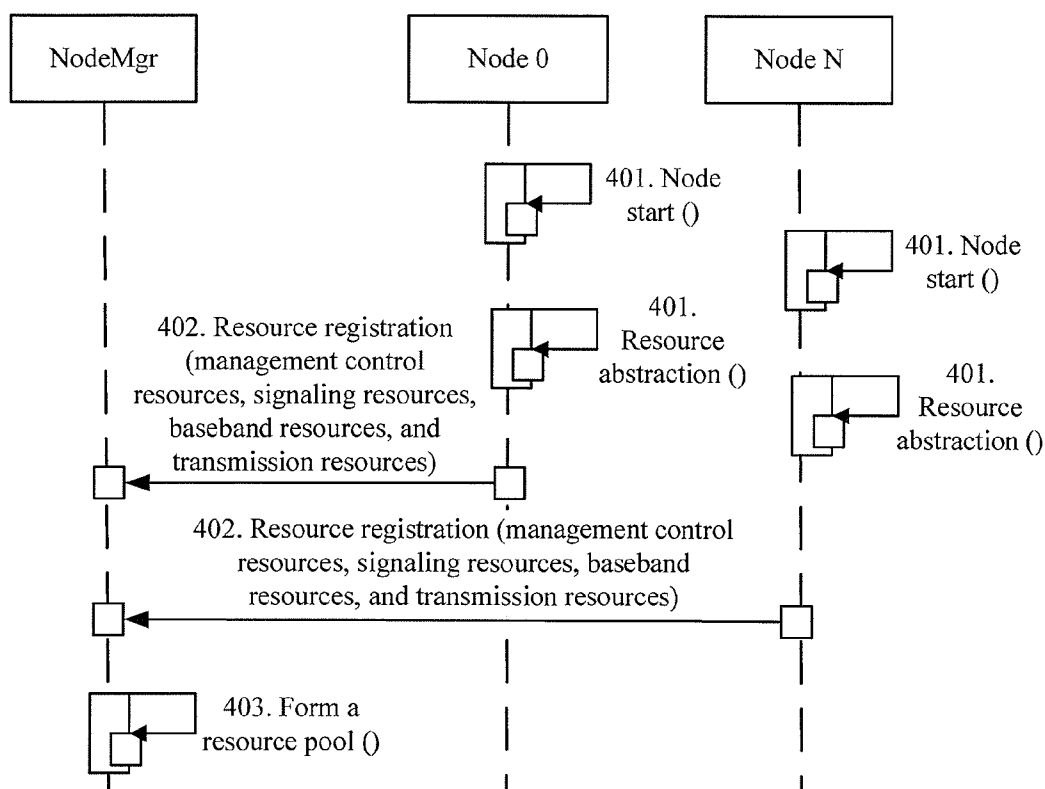 NodeMgr
Node 0
Node N
401. Node
start ()
401. Node
start ()
402. Resource registration
(management control
resources, signaling resources,
baseband resources, and
transmission resources)
401.
Resource
abstraction ()
401.
Resource
abstraction ()
402. Resource registration (management control
resources, signaling resources, baseband
resources, and transmission resources)
403. Form a
resource pool ()